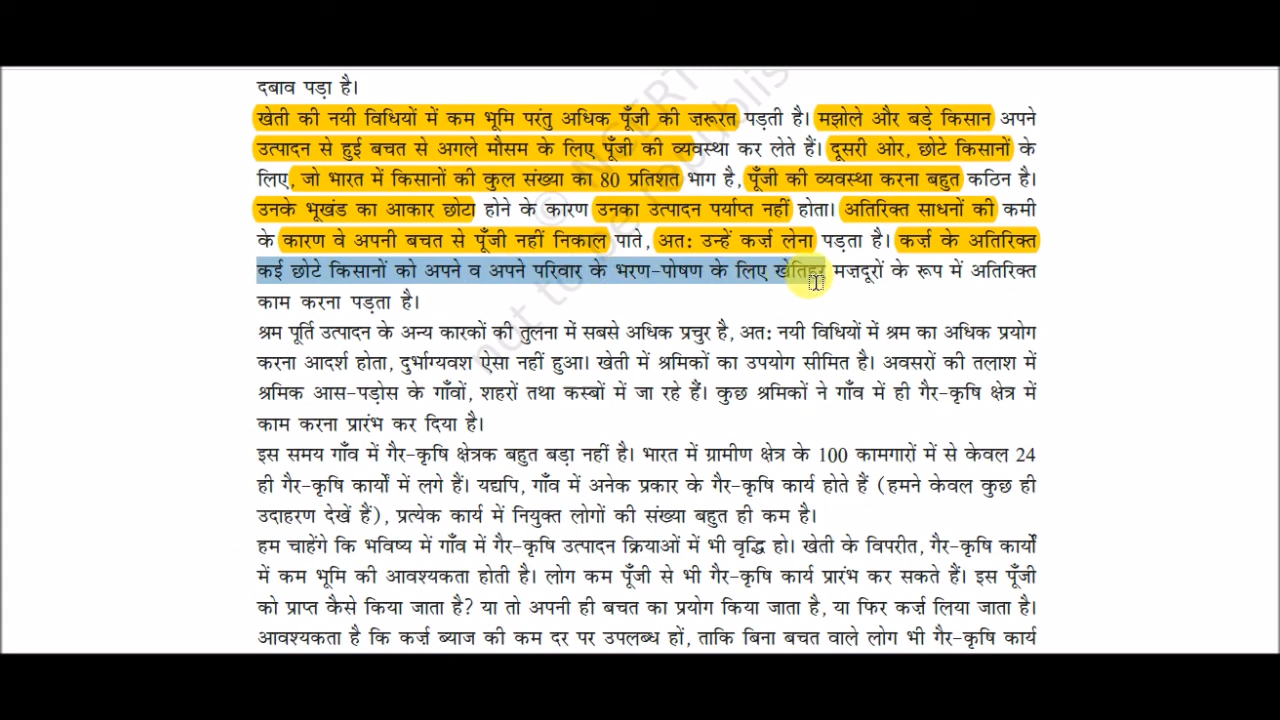 दबाव पड़ा है।
खेती की नयी विधियों में कम भूमि परंतु अधिक पूँजी की ज़रूरत पड़ती है। मझोले और बड़े किसान अपने
उत्पादन से हुई बचत से अगले मौसम के लिए पूँजी की व्यवस्था कर लेते हैं। दूसरी ओर, छोटे किसानों के
लिए, जो भारत में किसानों की कुल संख्या का 80 प्रतिशत भाग है, पूँजी की व्यवस्था करना बहुत कठिन है।
उनके भूखंड का आकार छोटा होने के कारण उनका उत्पादन पर्याप्त नहीं होता। अतिरिक्त साधनों की कमी
के कारण वे अपनी बचत से पूँजी नहीं निकाल पाते, अतः उन्हें कर्ज़ लेना पड़ता है। कर्ज़ के अतिरिक्त
कई छोटे किसानों को अपने व अपने परिवार के भरण-पोषण के लिए खेतिहर मज़दूरों के रूप में अतिरिक्त
काम करना पड़ता है।
श्रम पूर्ति उत्पादन के अन्य कारकों की तुलना में सबसे अधिक प्रचुर है, अतः नयी विधियों में श्रम का अधिक प्रयोग
करना आदर्श होता, दुर्भाग्यवश ऐसा नहीं हुआ। खेती में श्रमिकों का उपयोग सीमित है। अवसरों की तलाश में
श्रमिक आस-पड़ोस के गाँवों, शहरों तथा कस्बों में जा रहे हैं। कुछ श्रमिकों ने गाँव में ही गैर-कृषि क्षेत्र में
काम करना प्रारंभ कर दिया है।
इस समय गाँव में गैर-कृषि क्षेत्रक बहुत बड़ा नहीं है। भारत में ग्रामीण क्षेत्र के 100 कामगारों में से केवल 24
ही गैर-कृषि कार्यों में लगे हैं। यद्यपि, गाँव में अनेक प्रकार के गैर-कृषि कार्य होते हैं (हमने केवल कुछ ही
उदाहरण देखें हैं), प्रत्येक कार्य में नियुक्त लोगों की संख्या बहुत ही कम है।
हम चाहेंगे कि भविष्य में गाँव में गैर-कृषि उत्पादन क्रियाओं में भी वृद्धि हो। खेती के विपरीत, गैर-कृषि कार्यों
में कम भूमि की आवश्यकता होती है। लोग कम पूँजी से भी गैर-कृषि कार्य प्रारंभ कर सकते हैं। इस पूँजी
को प्राप्त कैसे किया जाता है? या तो अपनी ही बचत का प्रयोग किया जाता है, या फिर कर्ज़ लिया जाता है।
आवश्यकता है कि कर्ज़ ब्याज की कम दर पर उपलब्ध हों, ताकि बिना बचत वाले लोग भी गैर-कृषि कार्य
© NCERT
not to be republis